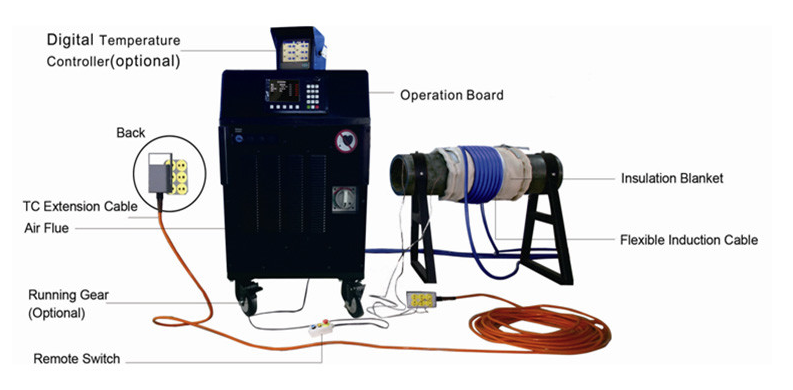 Digital Temperature
Controller(optional)
Operation Board
Back
Insulation Blanket
TC Extension Cable
Air Flue
Flexible Induction Cable
Running Gear
(Optional)
Remote Switch